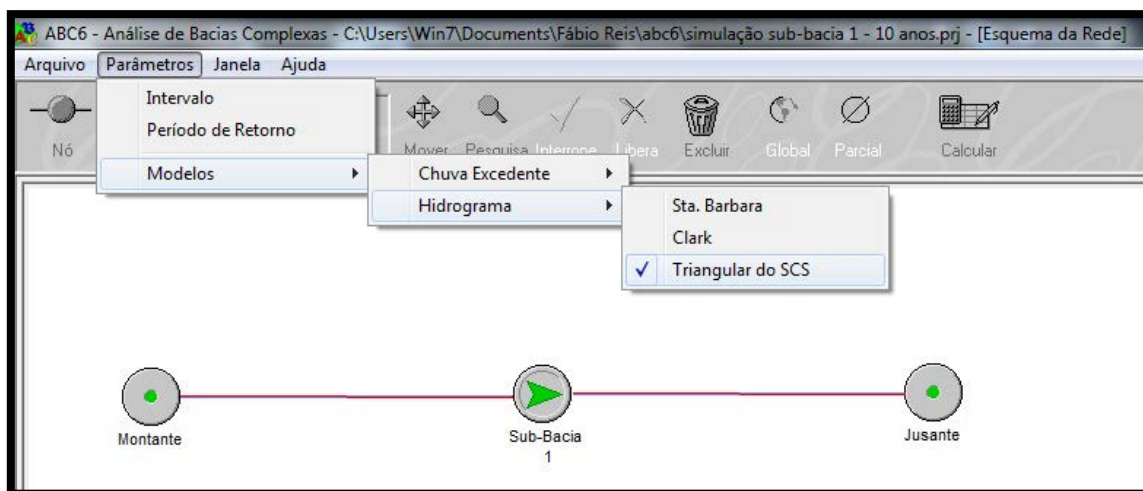 ABC6 - Análise de Bacias Complexas - C:\Users\Win7\Documents\Fábio Reis\abc6\simulação sub-bacia 1 - 10 anos.prj - [Esquema da Rede]
Arquivo Parâmetros Janela Ajuda
Nó Mover Pesquisa Interrompe Libera Excluir Global Parcial Calcular
Intervalo
Período de Retorno
Modelos
Chuva Excedente
Hidrograma
Sta. Barbara
Clark
Triangular do SCS
Montante
Sub-Bacia
1
Jusante